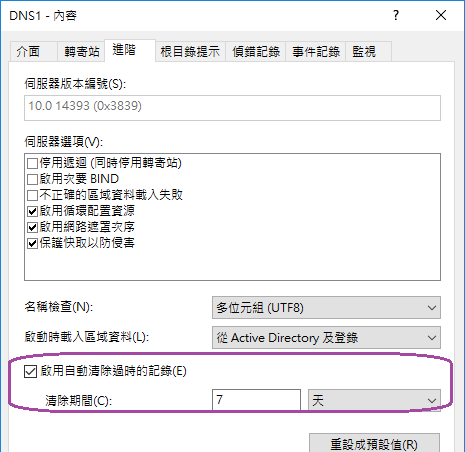 DNS1 - 內容
介面 轉寄站 進階 根目錄提示 偵錯記錄 事件記錄 監視
伺服器版本編號(S):
10.0 14393 (0x3839)
伺服器選項(V):
停用遞迴 (同時停用轉寄站)
啟用次要 BIND
不正確的區域資料載入失敗
啟用循環配置資源
啟用網路遮罩次序
保護快取以防侵害
名稱檢查(N): 多位元組 (UTF8)
啟動時載入區域資料(L): 從 Active Directory 及登錄
啟用自動清除過時的記錄(E)
清除期間(C): 7 天
重設成預設值(R)